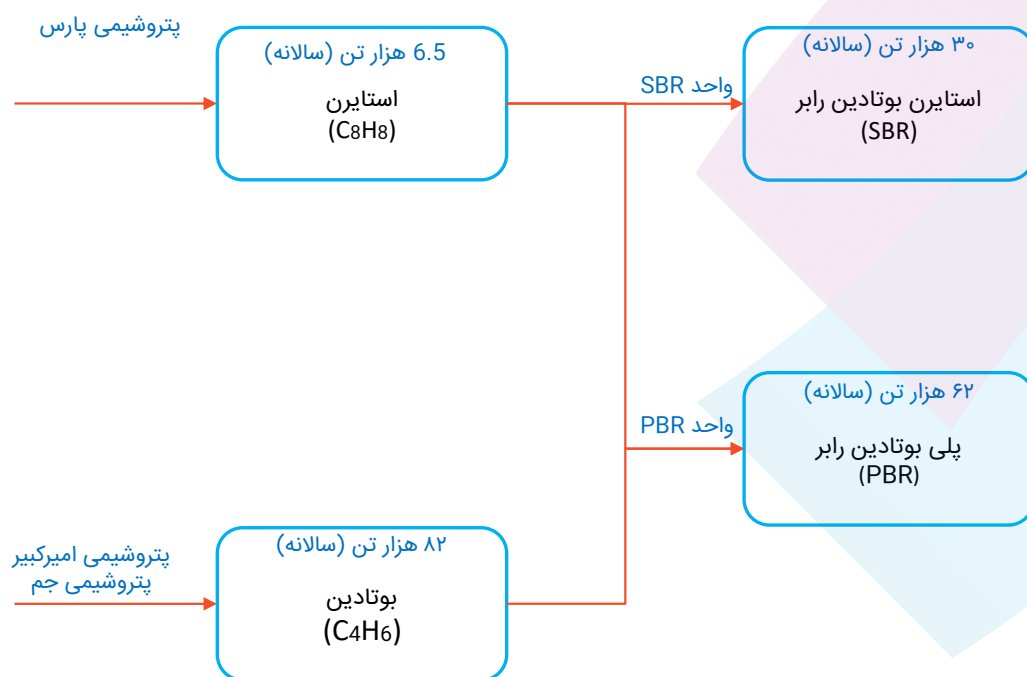 پتروشیمی پارس
6.5 هزار تن (سالانه)
استایرن
(C8H8)
واحد SBR
۳۰ هزار تن (سالانه)
استایرن بوتادین رابر
(SBR)
واحد PBR
۶۲ هزار تن (سالانه)
پلی بوتادین رابر
(PBR)
پتروشیمی امیرکبیر
پتروشیمی جم
۸۲ هزار تن (سالانه)
بوتادین
(C4H6)